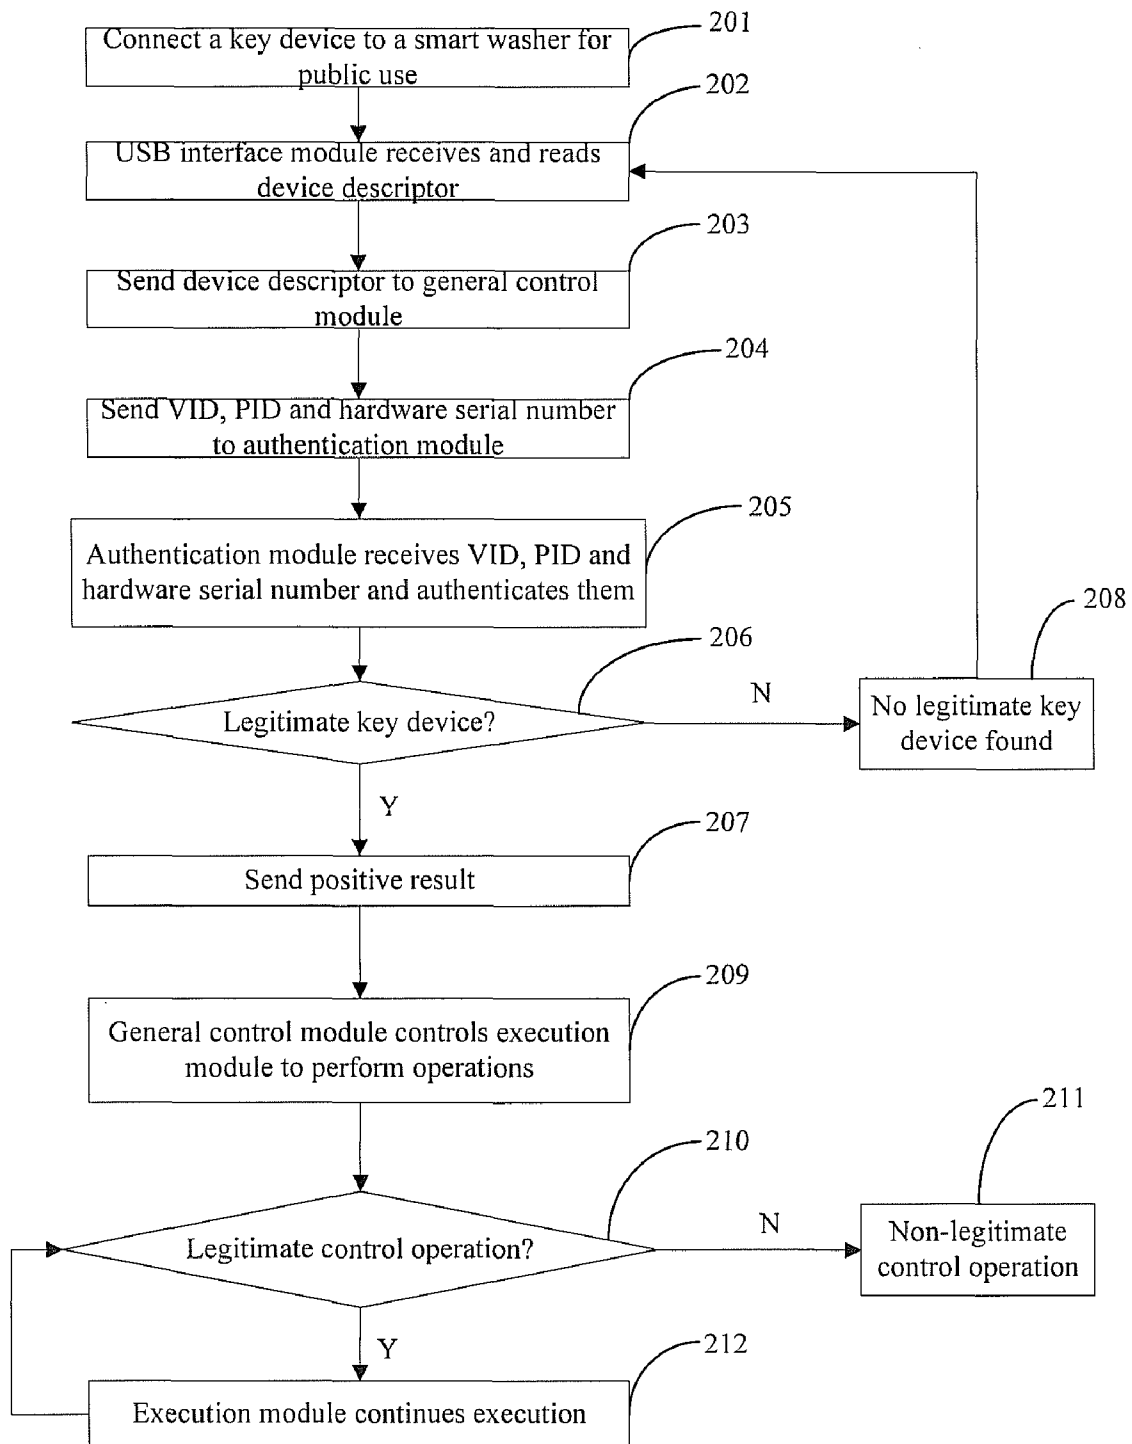 201
Connect a key device to a smart washer for
public use
202
USB interface module receives and reads
device descriptor
203
Send device descriptor to general control
module
204
Send VID, PID and hardware serial number
to authentication module
205
Authentication module receives VID, PID and
hardware serial number and authenticates them
206
208
Legitimate key device?
N
No legitimate key
device found
Y
207
Send positive result
209
General control module controls execution
module to perform operations
210
211
Legitimate control operation?
N
Non-legitimate
control operation
Y
212
Execution module continues execution